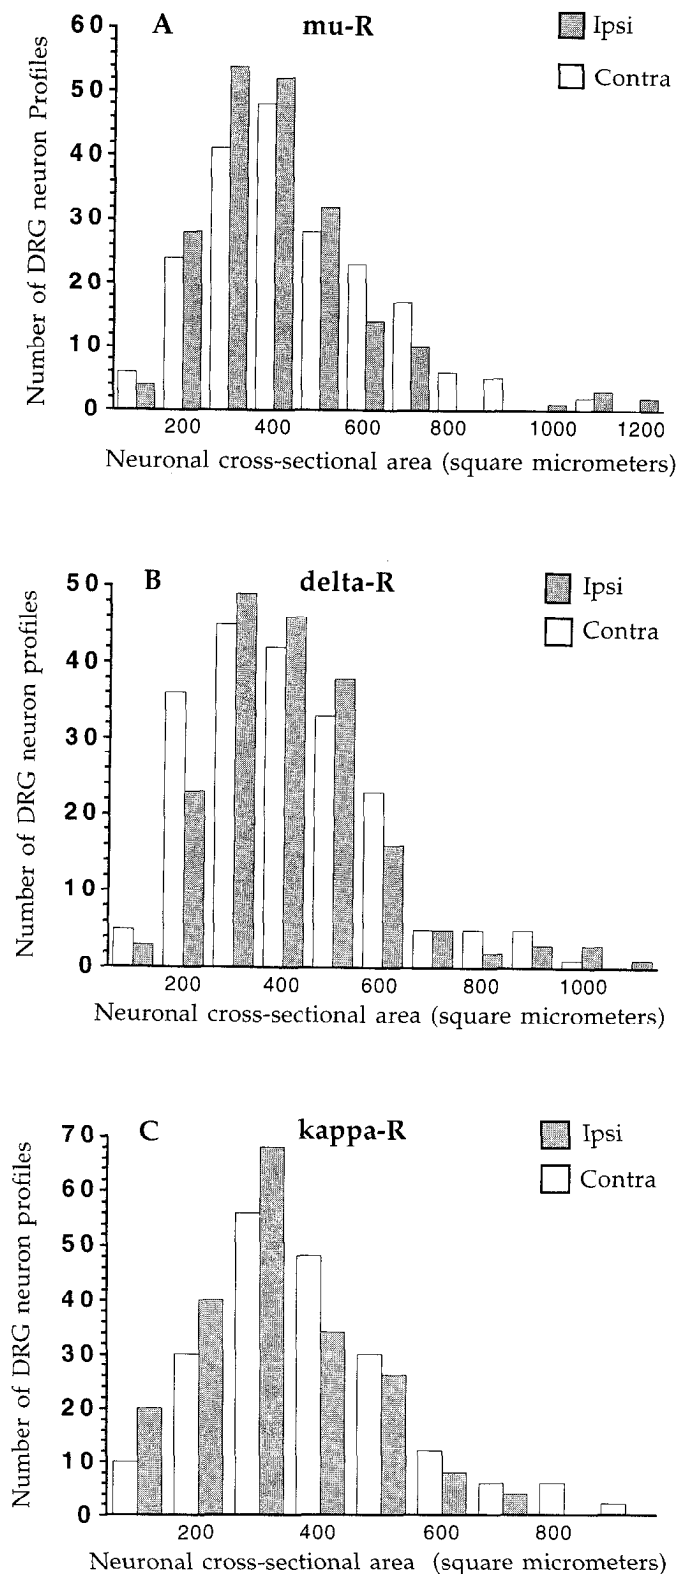 A mu-R
Ipsi
Contra
Number of DRG neuron Profiles
60
50
40
30
20
10
0
200 400 600 800 1000 1200
Neuronal cross-sectional area (square micrometers)
B delta-R
Ipsi
Contra
Number of DRG neuron profiles
50
40
30
20
10
0
200 400 600 800 1000
Neuronal cross-sectional area (square micrometers)
C kappa-R
Ipsi
Contra
Number of DRG neuron profiles
70
60
50
40
30
20
10
0
200 400 600 800
Neuronal cross-sectional area (square micrometers)